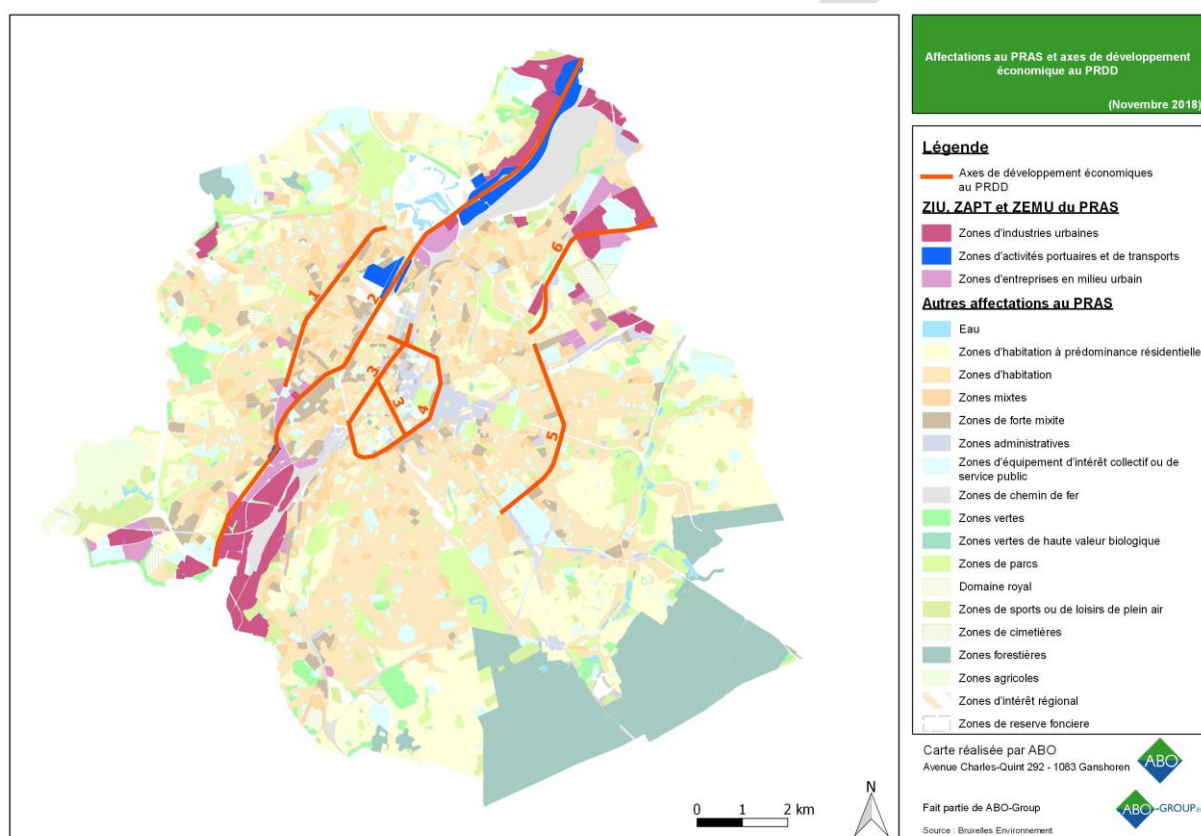 Affectations au PRAS et axes de développement
économique au PRDD
(Novembre 2018)
Légende
Axes de développement économiques
au PRDD
ZIU, ZAPT et ZEMU du PRAS
Zones d'industries urbaines
Zones d'activités portuaires et de transports
Zones d'entreprises en milieu urbain
Autres affectations au PRAS
Eau
Zones d'habitation à prédominance résidentielle
Zones d'habitation
Zones mixtes
Zones de forte mixite
Zones administratives
Zones d'équipement d'intérêt collectif ou de
service public
Zones de chemin de fer
Zones vertes
Zones vertes de haute valeur biologique
Zones de parcs
Domaine royal
Zones de sports ou de loisirs de plein air
Zones de cimetières
Zones forestières
Zones agricoles
Zones d'intérêt régional
Zones de reserve fonciere
Carte réalisée par ABO
Avenue Charles-Quint 292 - 1083 Ganshoren
ABO
Fait partie de ABO-Group
ABO-GROUP
Source : Bruxelles Environnement
1
2
3
3
4
5
6
N
0 1 2 km